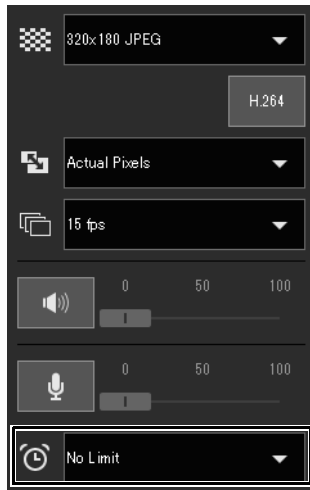 320x180 JPEG
H.264
Actual Pixels
15 fps
0 50 100
0 50 100
No Limit